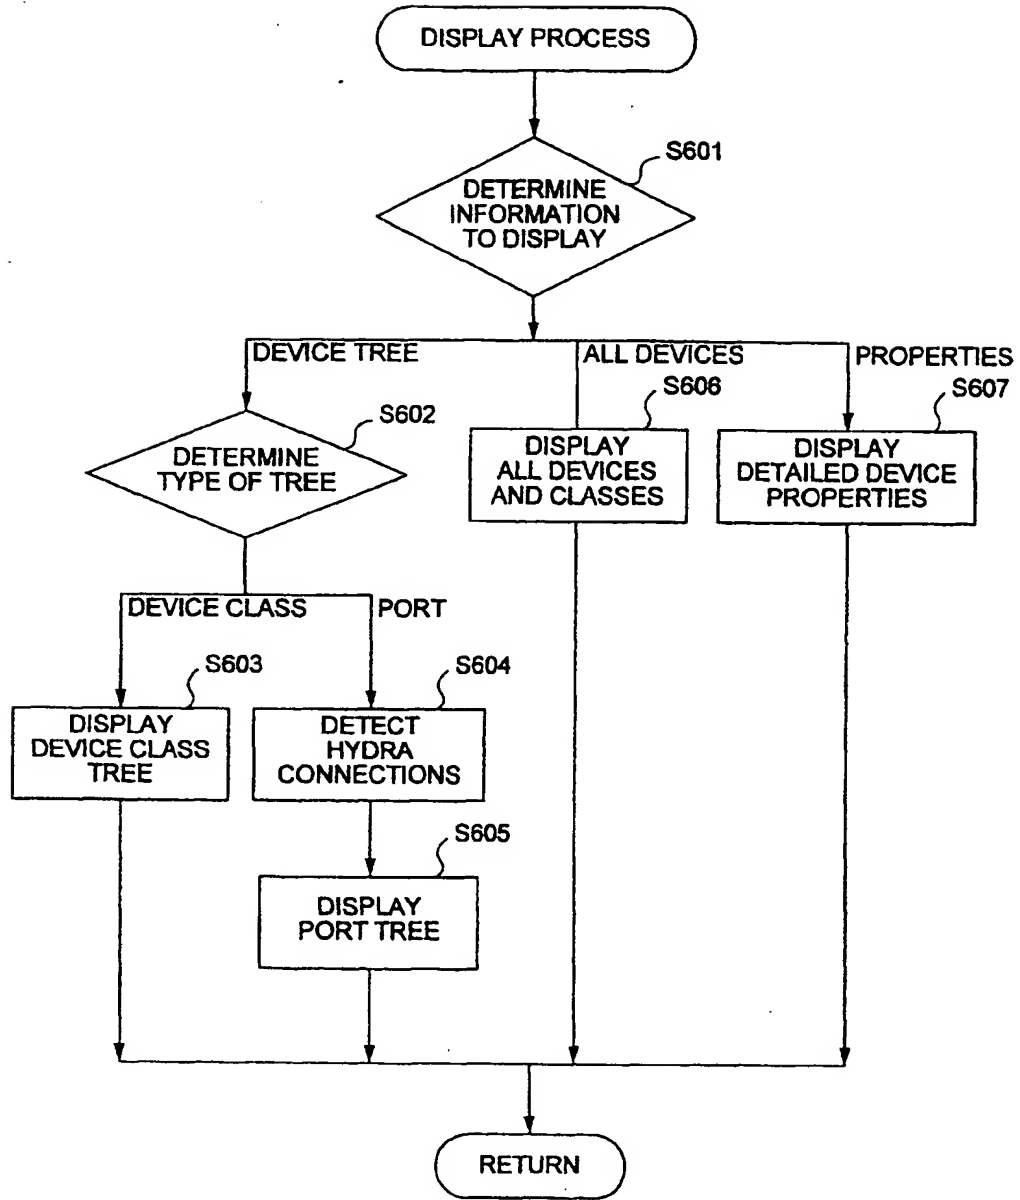 DISPLAY PROCESS
S601
DETERMINE
INFORMATION
TO DISPLAY
DEVICE TREE
ALL DEVICES
PROPERTIES
S602
DETERMINE
TYPE OF TREE
S606
DISPLAY
ALL DEVICES
AND CLASSES
S607
DISPLAY
DETAILED DEVICE
PROPERTIES
DEVICE CLASS
PORT
S603
DISPLAY
DEVICE CLASS
TREE
S604
DETECT
HYDRA
CONNECTIONS
S605
DISPLAY
PORT TREE
RETURN